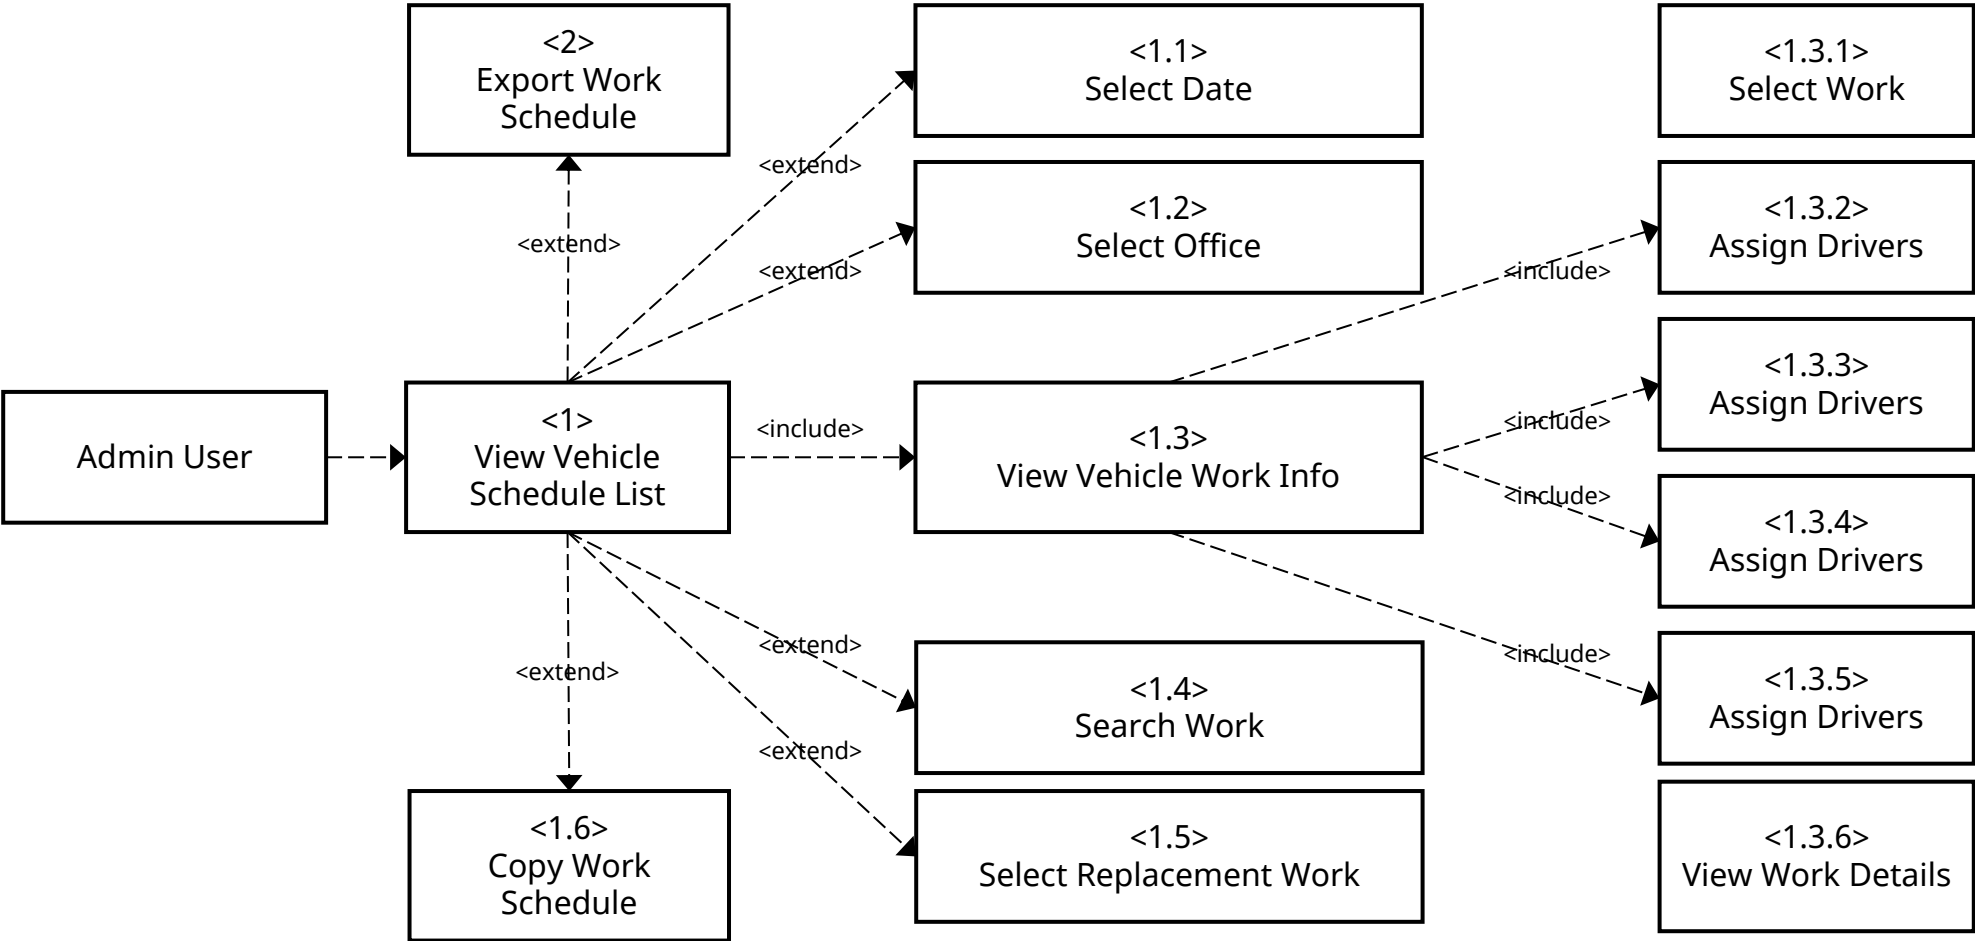 <2>
Export Work
Schedule
<1.1>
Select Date
<1.3.1>
Select Work
<extend>
<1.2>
Select Office
<1.3.2>
Assign Drivers
<extend>
<extend>
<include>
<1.3.3>
Assign Drivers
Admin User
<1>
View Vehicle
Schedule List
<include>
<1.3>
View Vehicle Work Info
<include>
<include>
<1.3.4>
Assign Drivers
<extend>
<extend>
<1.4>
Search Work
<include>
<1.3.5>
Assign Drivers
<extend>
<1.6>
Copy Work
Schedule
<1.5>
Select Replacement Work
<1.3.6>
View Work Details